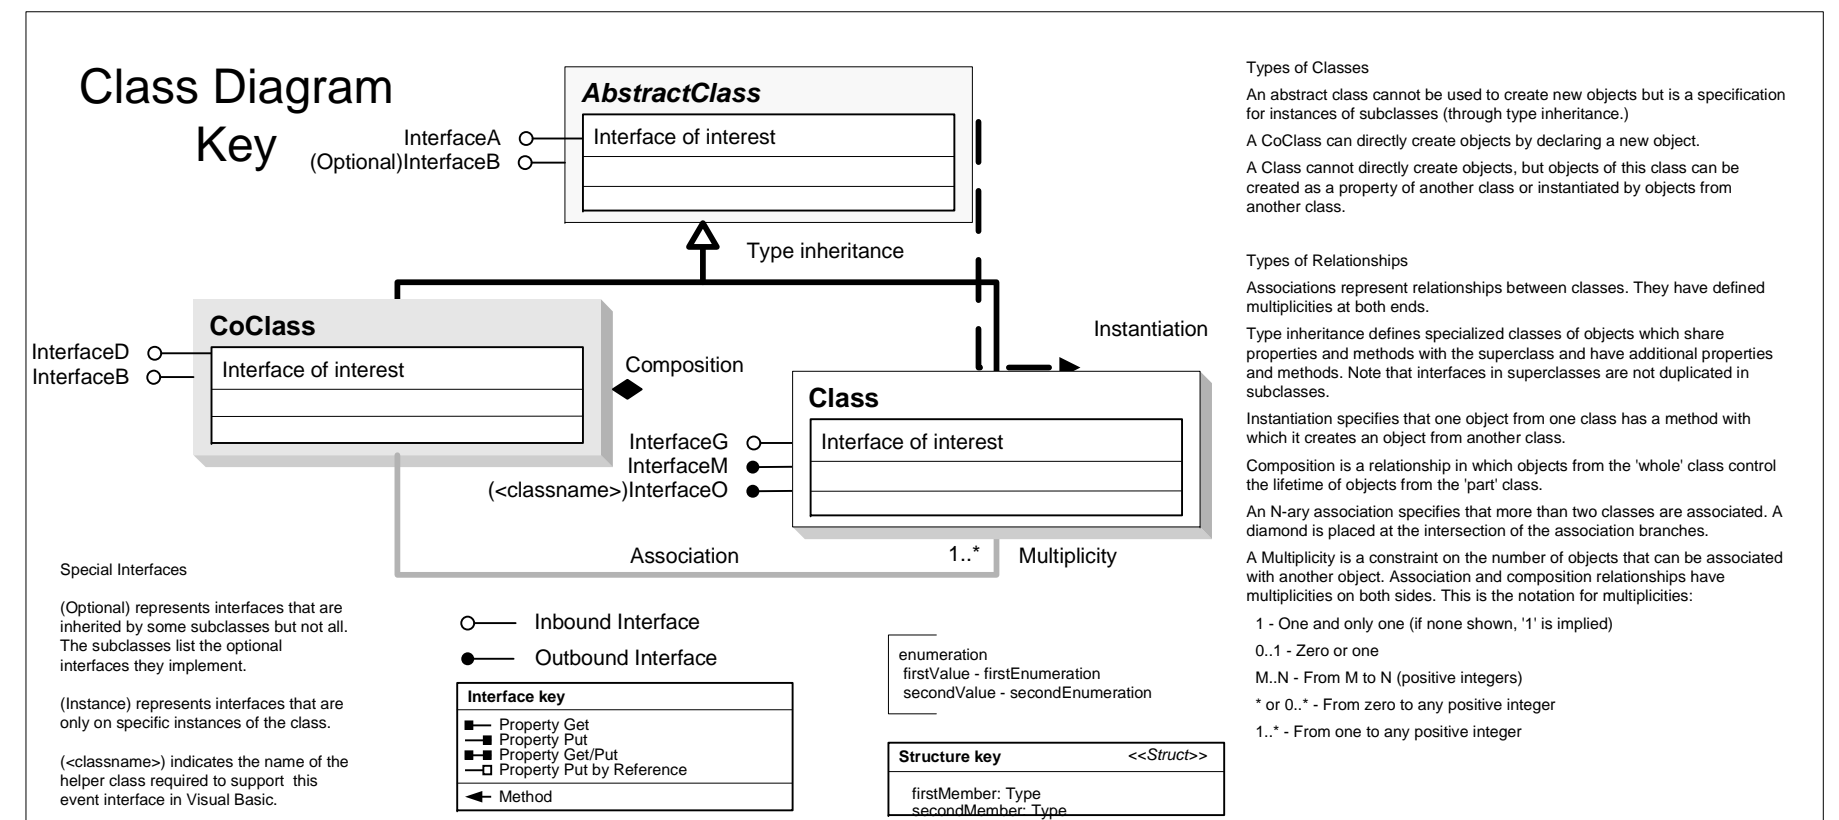 Class Diagram
Key
AbstractClass
InterfaceA
Interface of interest
(Optional)InterfaceB
Type inheritance
CoClass
InterfaceD
InterfaceB
Interface of interest
Composition
Instantiation
Class
InterfaceG
Interface of interest
InterfaceM
(<classname>)InterfaceO
Association
1..*
Multiplicity
Special Interfaces
(Optional) represents interfaces that are
inherited by some subclasses but not all.
The subclasses list the optional
interfaces they implement.
(Instance) represents interfaces that are
only on specific instances of the class.
(<classname>) indicates the name of the
helper class required to support this
event interface in Visual Basic.
Inbound Interface
Outbound Interface
Interface key
Property Get
Property Put
Property Get/Put
Property Put by Reference
Method
enumeration
firstValue - firstEnumeration
secondValue - secondEnumeration
Structure key <<Struct>>
firstMember: Type
secondMember: Type
Types of Classes
An abstract class cannot be used to create new objects but is a specification
for instances of subclasses (through type inheritance.)
A CoClass can directly create objects by declaring a new object.
A Class cannot directly create objects, but objects of this class can be
created as a property of another class or instantiated by objects from
another class.
Types of Relationships
Associations represent relationships between classes. They have defined
multiplicities at both ends.
Type inheritance defines specialized classes of objects which share
properties and methods with the superclass and have additional properties
and methods. Note that interfaces in superclasses are not duplicated in
subclasses.
Instantiation specifies that one object from one class has a method with
which it creates an object from another class.
Composition is a relationship in which objects from the 'whole' class control
the lifetime of objects from the 'part' class.
An N-ary association specifies that more than two classes are associated. A
diamond is placed at the intersection of the association branches.
A Multiplicity is a constraint on the number of objects that can be associated
with another object. Association and composition relationships have
multiplicities on both sides. This is the notation for multiplicities:
1 - One and only one (if none shown, '1' is implied)
0..1 - Zero or one
M..N - From M to N (positive integers)
* or 0..* - From zero to any positive integer
1..* - From one to any positive integer